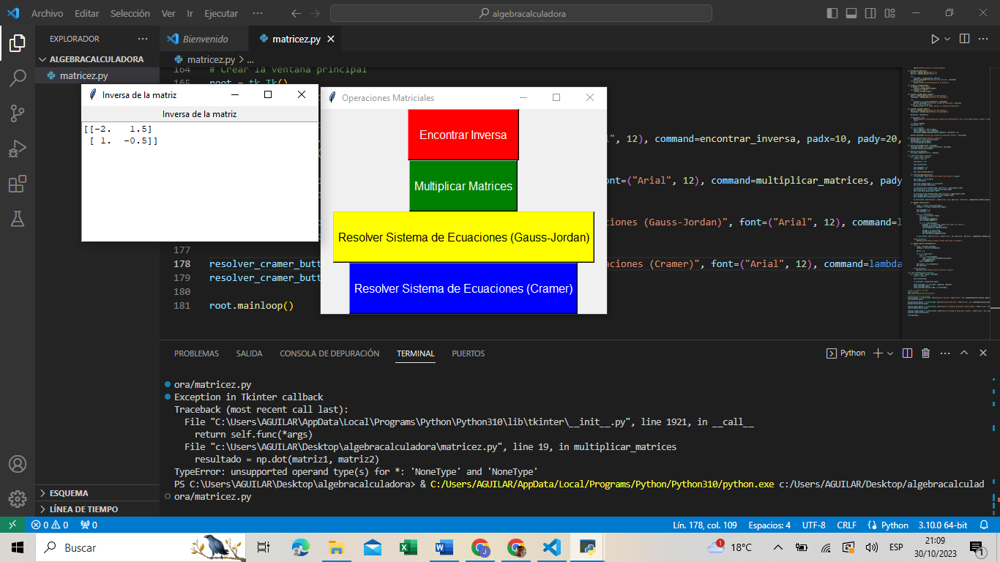 Archivo Editar Selección Ver Ir Ejecutar ··· algebracalculadora
EXPLORADOR ···
ALGEBRACALCULADORA
matricez.py
ESQUEMA
LÍNEA DE TIEMPO
Bienvenido matricez.py
matricez.py > ...
164 # Crear la ventana principal
165 root = tk.Tk()
Inversa de la matriz
Inversa de la matriz
[[-2. 1.5]
[ 1. -0.5]]
Operaciones Matriciales
Encontrar Inversa
Multiplicar Matrices
Resolver Sistema de Ecuaciones (Gauss-Jordan)
Resolver Sistema de Ecuaciones (Cramer)
", 12), command=encontrar_inversa, padx=10, pady=20,
font=("Arial", 12), command=multiplicar_matrices, pady
iones (Gauss-Jordan)", font=("Arial", 12), command=l
177
178 resolver_cramer_butt
aciones (Cramer)", font=("Arial", 12), command=lambda
179 resolver_cramer_butt
180
181 root.mainloop()
PROBLEMAS SALIDA CONSOLA DE DEPURACIÓN TERMINAL PUERTOS Python
ora/matricez.py
Exception in Tkinter callback
Traceback (most recent call last):
File "C:\Users\AGUILAR\AppData\Local\Programs\Python\Python310\lib\tkinter\__init__.py", line 1921, in __call__
return self.func(*args)
File "c:\Users\AGUILAR\Desktop\algebracalculadora\matricez.py", line 19, in multiplicar_matrices
resultado = np.dot(matriz1, matriz2)
TypeError: unsupported operand type(s) for *: 'NoneType' and 'NoneType'
PS C:\Users\AGUILAR\Desktop\algebracalculadora> & C:/Users/AGUILAR/AppData/Local/Programs/Python/Python310/python.exe c:/Users/AGUILAR/Desktop/algebracalculad
ora/matricez.py
0 0 0 Lín. 178, col. 109 Espacios: 4 UTF-8 CRLF Python 3.10.0 64-bit
Buscar 1 18°C ESP 21:09
30/10/2023 1